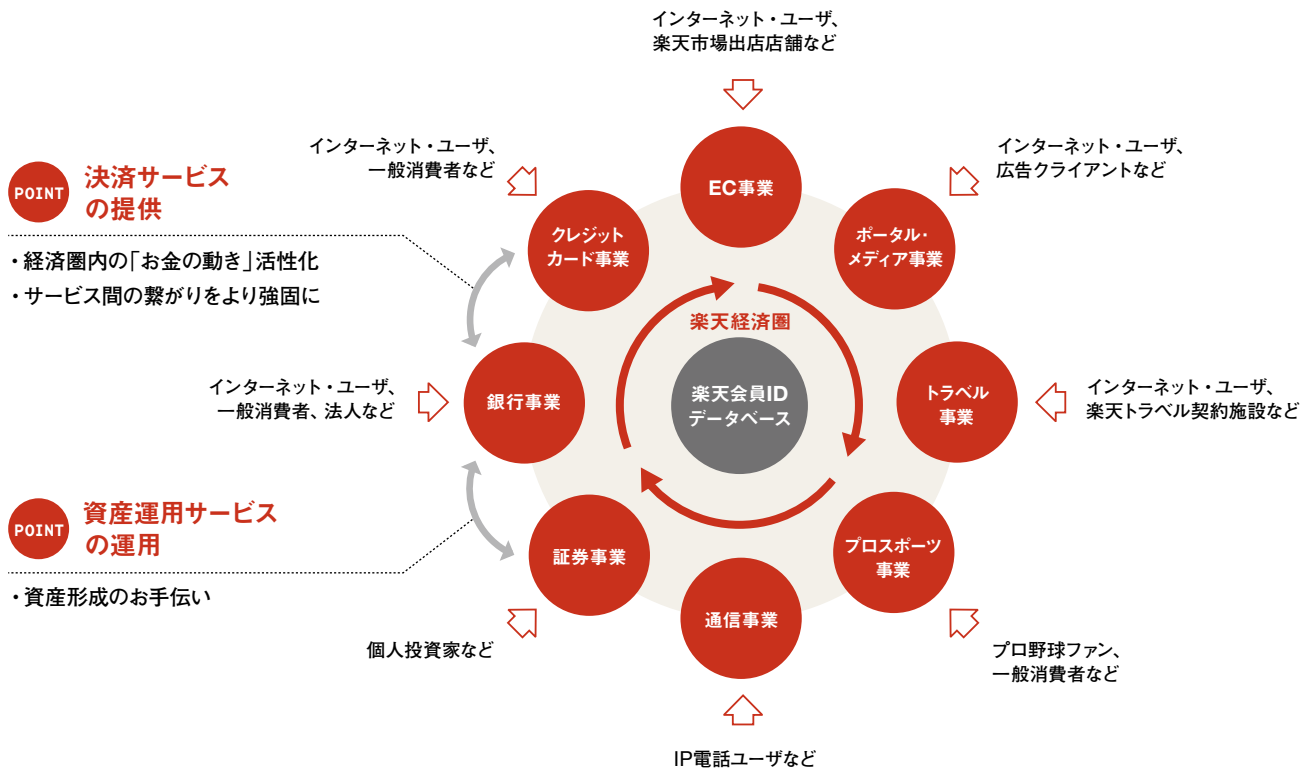 インターネット・ユーザ、
楽天市場出店店舗など
インターネット・ユーザ、
一般消費者など
インターネット・ユーザ、
広告クライアントなど
POINT
決済サービス
の提供
・経済圏内の「お金の動き」活性化
・サービス間の繋がりをより強固に
EC事業
クレジット
カード事業
ポータル・
メディア事業
楽天経済圏
楽天会員ID
データベース
インターネット・ユーザ、
一般消費者、法人など
銀行事業
トラベル
事業
インターネット・ユーザ、
楽天トラベル契約施設など
POINT
資産運用サービス
の運用
・資産形成のお手伝い
証券事業
プロスポーツ
事業
通信事業
個人投資家など
プロ野球ファン、
一般消費者など
IP電話ユーザなど